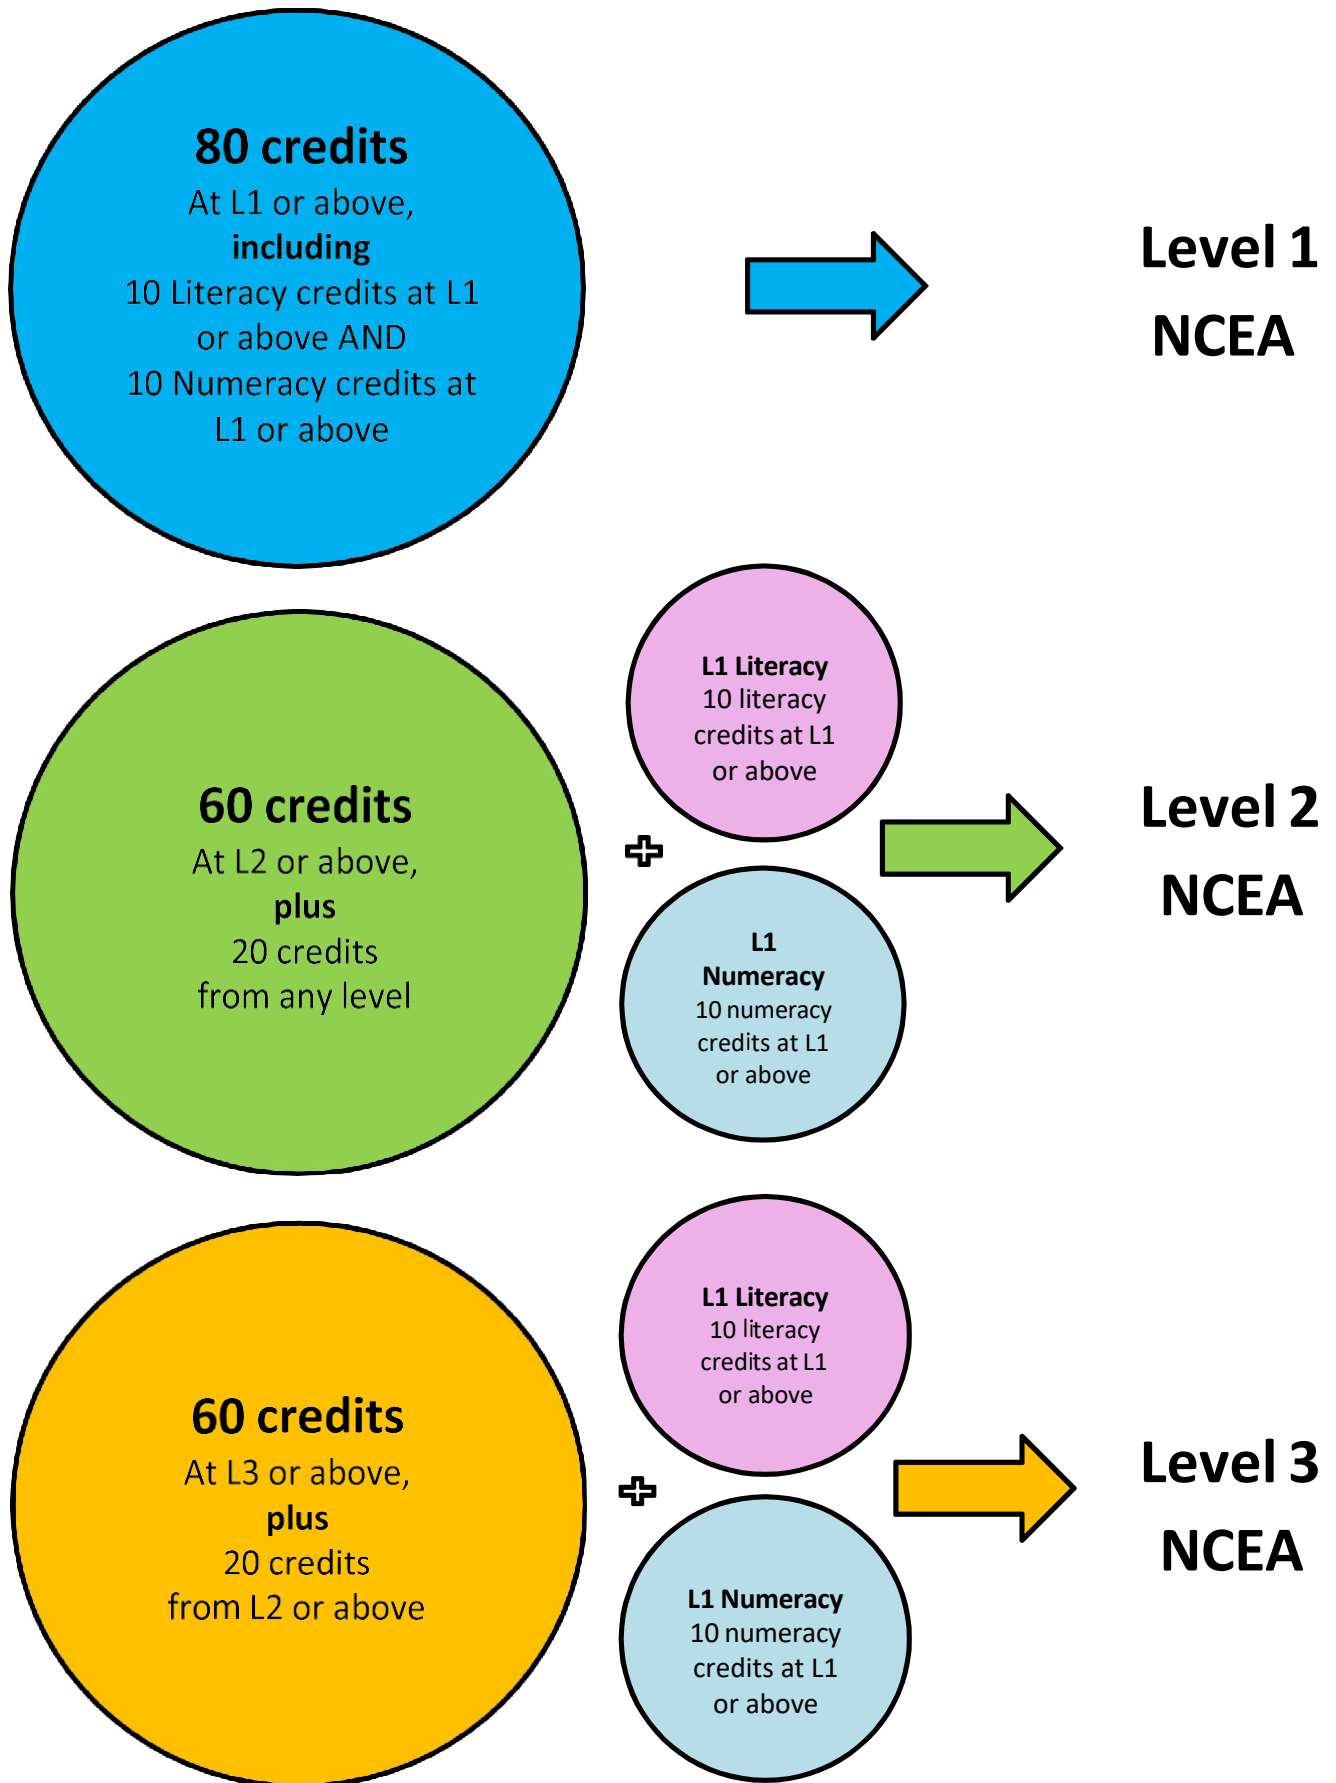 80 credits
At L1 or above,
including
10 Literacy credits at L1
or above AND
10 Numeracy credits at
L1 or above
Level 1
NCEA
60 credits
At L2 or above,
plus
20 credits
from any level
L1 Literacy
10 literacy
credits at L1
or above
L1
Numeracy
10 numeracy
credits at L1
or above
Level 2
NCEA
60 credits
At L3 or above,
plus
20 credits
from L2 or above
L1 Literacy
10 literacy
credits at L1
or above
L1 Numeracy
10 numeracy
credits at L1
or above
Level 3
NCEA